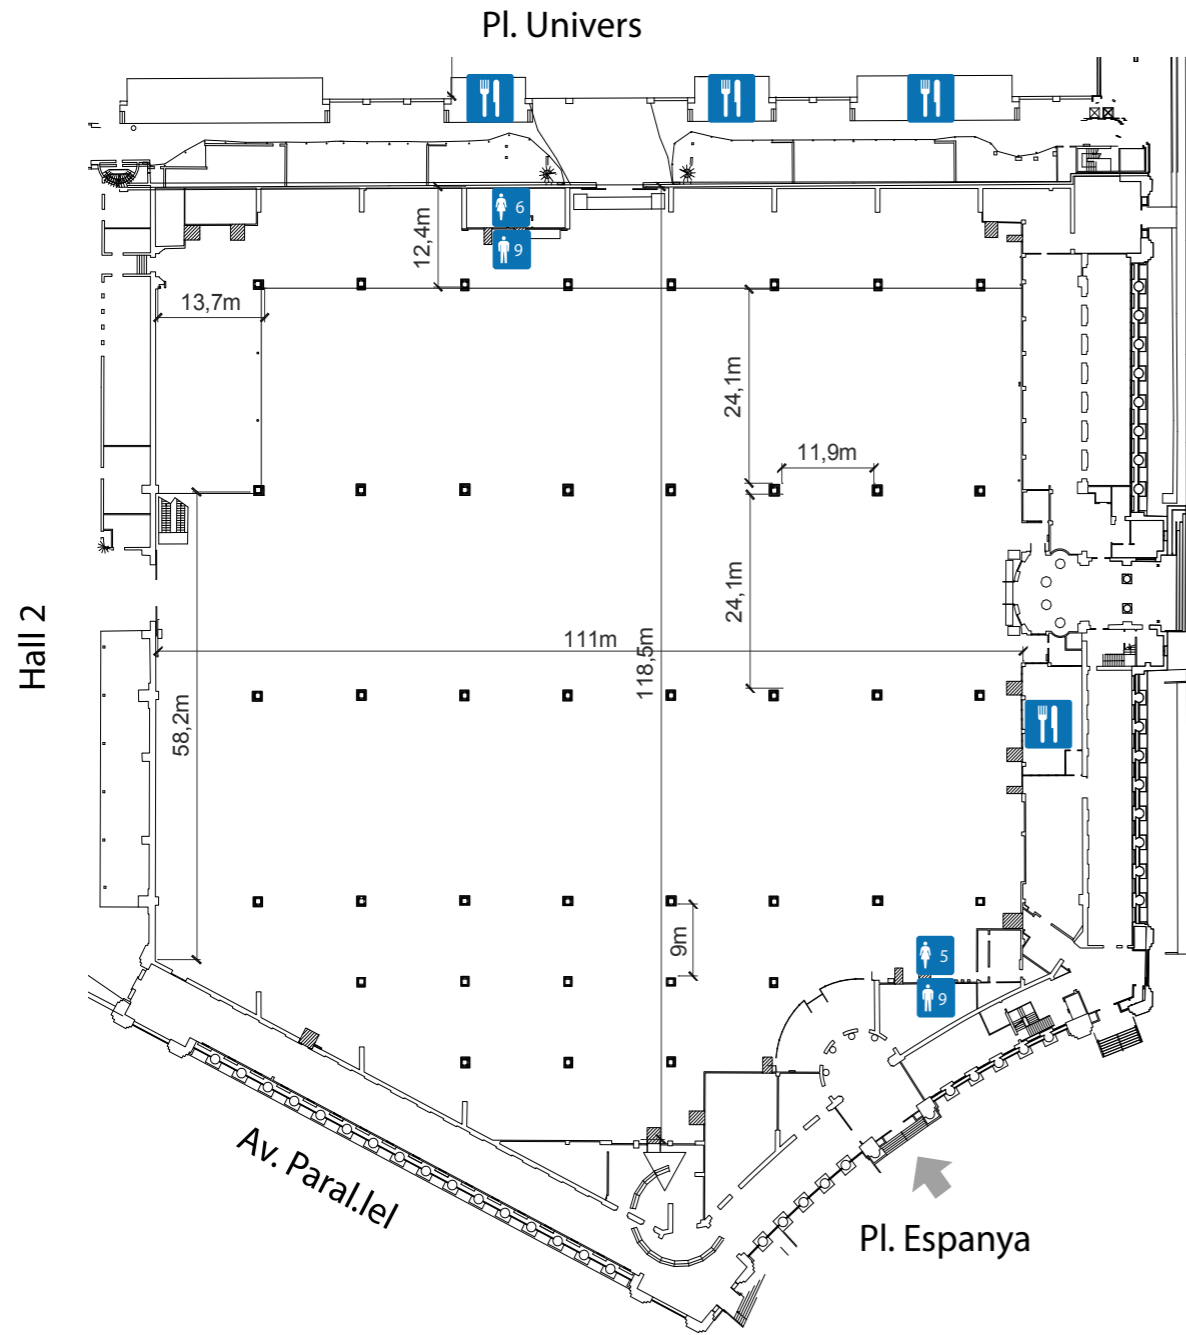 Pl. Univers
6
9
12,4m
13,7m
24,1m
11,9m
24,1m
Hall 2
111m
118,5m
58,2m
9m
5
9
Av. Paral.lel
Pl. Espanya